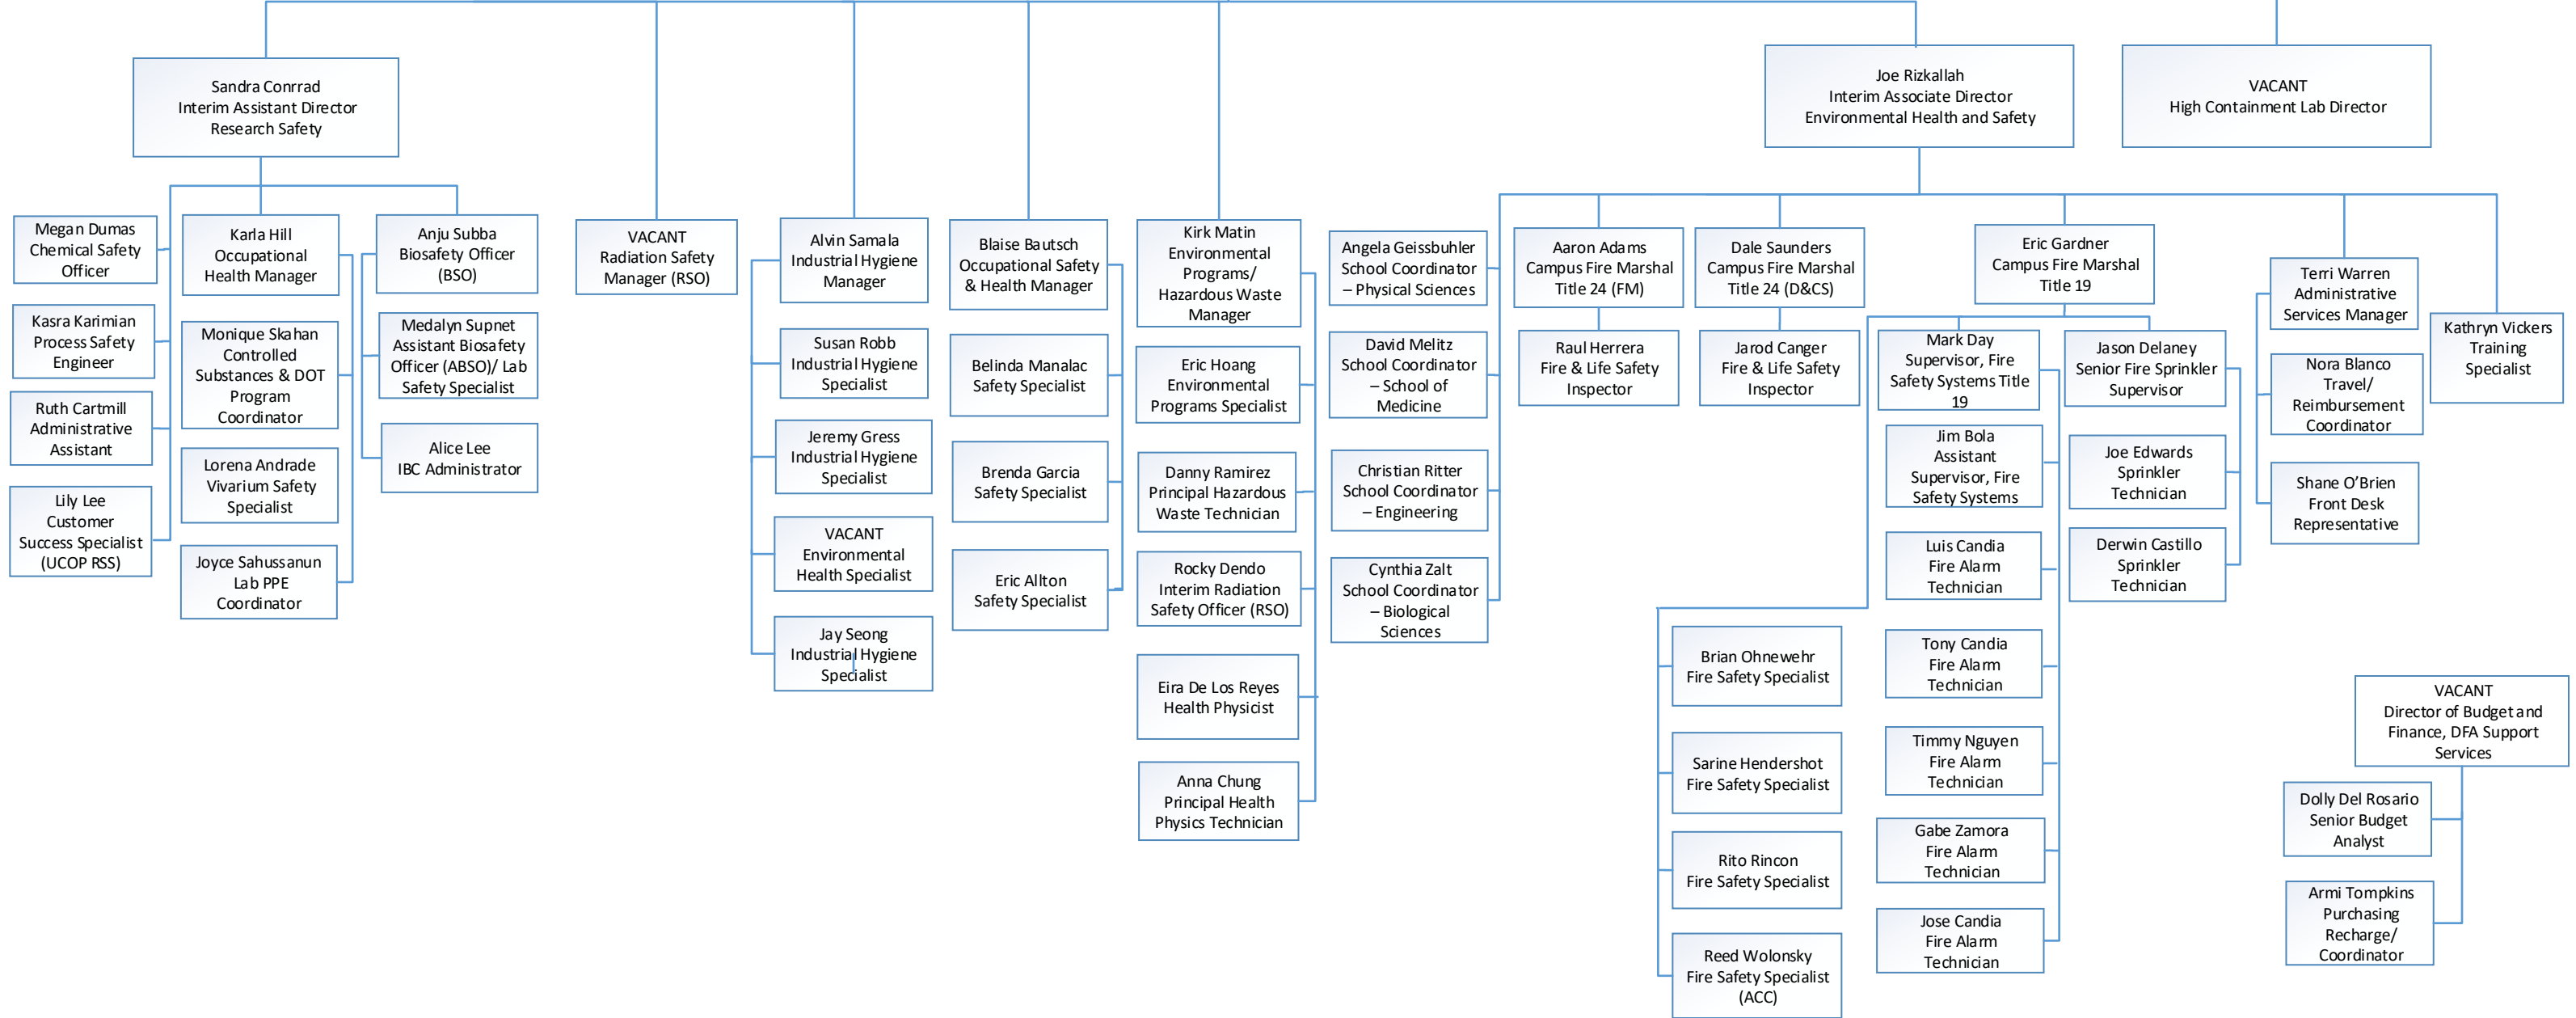 Sandra Conrrad
Interim Assistant Director
Research Safety
Joe Rizkallah
Interim Associate Director
Environmental Health and Safety
VACANT
High Containment Lab Director
Megan Dumas
Chemical Safety
Officer
Kasra Karimian
Process Safety
Engineer
Ruth Cartmill
Administrative
Assistant
Lily Lee
Customer
Success Specialist
(UCOP RSS)
Karla Hill
Occupational
Health Manager
Monique Skahan
Controlled
Substances & DOT
Program
Coordinator
Lorena Andrade
Vivarium Safety
Specialist
Joyce Sahussanun
Lab PPE
Coordinator
Anju Subba
Biosafety Officer
(BSO)
Medalyn Supnet
Assistant Biosafety
Officer (ABSO)/ Lab
Safety Specialist
Alice Lee
IBC Administrator
VACANT
Radiation Safety
Manager (RSO)
Alvin Samala
Industrial Hygiene
Manager
Susan Robb
Industrial Hygiene
Specialist
Jeremy Gress
Industrial Hygiene
Specialist
VACANT
Environmental
Health Specialist
Jay Seong
Industrial Hygiene
Specialist
Blaise Bautsch
Occupational Safety
& Health Manager
Belinda Manalac
Safety Specialist
Brenda Garcia
Safety Specialist
Eric Allton
Safety Specialist
Kirk Matin
Environmental
Programs/
Hazardous Waste
Manager
Eric Hoang
Environmental
Programs Specialist
Danny Ramirez
Principal Hazardous
Waste Technician
Rocky Dendo
Interim Radiation
Safety Officer (RSO)
Eira De Los Reyes
Health Physicist
Anna Chung
Principal Health
Physics Technician
Angela Geissbuhler
School Coordinator
– Physical Sciences
David Melitz
School Coordinator
– School of
Medicine
Christian Ritter
School Coordinator
– Engineering
Cynthia Zalt
School Coordinator
– Biological
Sciences
Aaron Adams
Campus Fire Marshal
Title 24 (FM)
Raul Herrera
Fire & Life Safety
Inspector
Dale Saunders
Campus Fire Marshal
Title 24 (D&CS)
Jarod Canger
Fire & Life Safety
Inspector
Eric Gardner
Campus Fire Marshal
Title 19
Brian Ohnewehr
Fire Safety Specialist
Sarine Hendershot
Fire Safety Specialist
Rito Rincon
Fire Safety Specialist
Reed Wolonsky
Fire Safety Specialist
(ACC)
Mark Day
Supervisor, Fire
Safety Systems Title
19
Jim Bola
Assistant
Supervisor, Fire
Safety Systems
Luis Candia
Fire Alarm
Technician
Tony Candia
Fire Alarm
Technician
Timmy Nguyen
Fire Alarm
Technician
Gabe Zamora
Fire Alarm
Technician
Jose Candia
Fire Alarm
Technician
Jason Delaney
Senior Fire Sprinkler
Supervisor
Joe Edwards
Sprinkler
Technician
Derwin Castillo
Sprinkler
Technician
Terri Warren
Administrative
Services Manager
Nora Blanco
Travel/
Reimbursement
Coordinator
Shane O’Brien
Front Desk
Representative
Kathryn Vickers
Training
Specialist
VACANT
Director of Budget and
Finance, DFA Support
Services
Dolly Del Rosario
Senior Budget
Analyst
Armi Tompkins
Purchasing
Recharge/
Coordinator